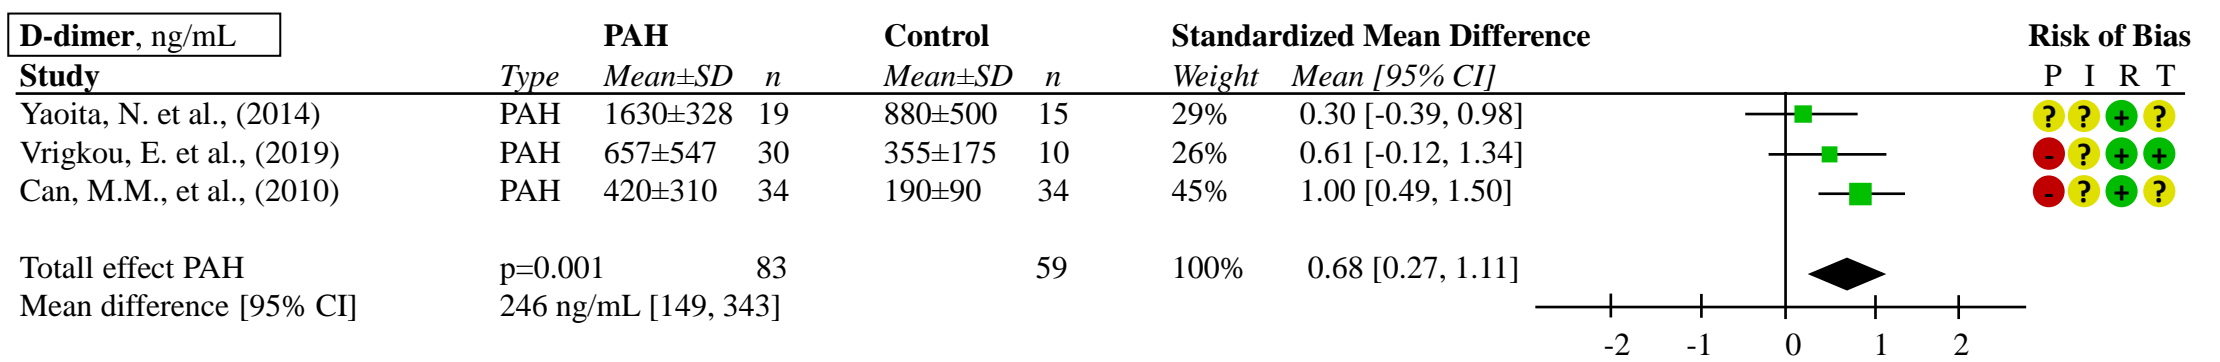 D-dimer, ng/mL PAH Control Standardized Mean Difference Risk of Bias
Study Type Mean±SD n Mean±SD n Weight Mean [95% CI] P I R T
Yaoita, N. et al., (2014) PAH 1630±328 19 880±500 15 29% 0.30 [-0.39, 0.98] ? ? + ?
Vrigkou, E. et al., (2019) PAH 657±547 30 355±175 10 26% 0.61 [-0.12, 1.34] - ? + +
Can, M.M., et al., (2010) PAH 420±310 34 190±90 34 45% 1.00 [0.49, 1.50] - ? + ?
Totall effect PAH p=0.001 83 59 100% 0.68 [0.27, 1.11]
Mean difference [95% CI] 246 ng/mL [149, 343]
-2 -1 0 1 2